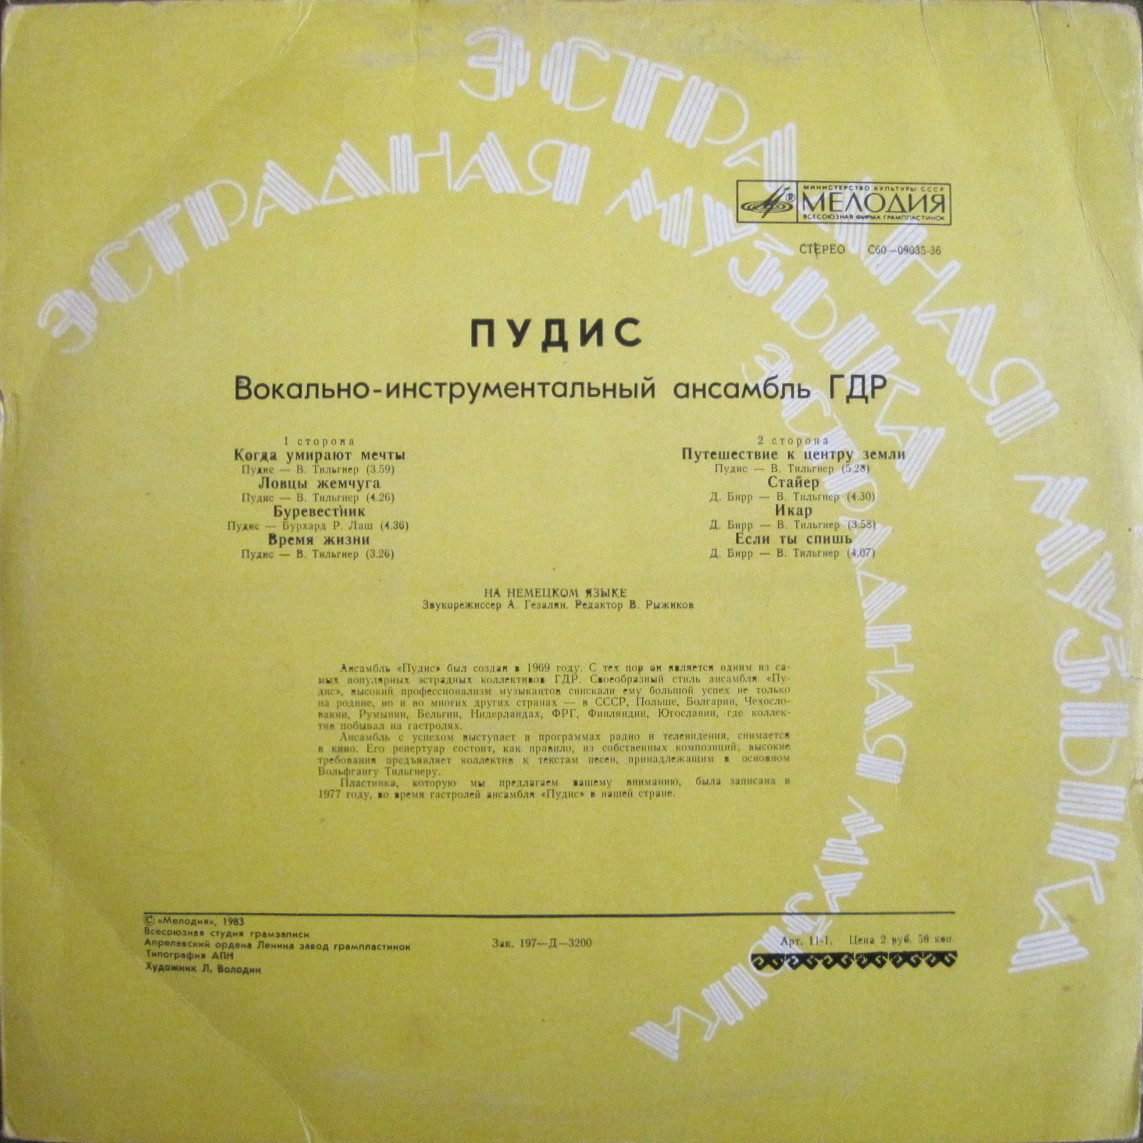 ЭСТРАДНАЯ МУЗЫКА
ЭСТРАДНАЯ МУЗЫКА
ЭСТРАДНАЯ МУЗЫКА
МИНИСТЕРСТВО КУЛЬТУРЫ СССР
МЕЛОДИЯ
ВСЕСОЮЗНАЯ ФИРМА ГРАМПЛАСТИНОК
СТЕРЕО С60—09035-36
ПУДИС
Вокально-инструментальный ансамбль ГДР
1 сторона
Когда умирают мечты
Пудис — В. Тильгнер (3.59)
Ловцы жемчуга
Пудис — В. Тильгнер (4.26)
Буревестник
Пудис — Бурхард Р. Лаш (4.36)
Время жизни
Пудис — В. Тильгнер (3.26)
2 сторона
Путешествие к центру земли
Пудис — В. Тильгнер (5.28)
Стайер
Д. Бирр — В. Тильгнер (4.30)
Икар
Д. Бирр — В. Тильгнер (3.58)
Если ты спишь
Д. Бирр — В. Тильгнер (4.07)
НА НЕМЕЦКОМ ЯЗЫКЕ
Звукорежиссер А. Гезалян. Редактор В. Рыжиков
Ансамбль «Пудис» был создан в 1969 году. С тех пор он является одним из са-
мых популярных эстрадных коллективов ГДР. Своеобразный стиль ансамбля «Пу-
дис», высокий профессионализм музыкантов снискали ему большой успех не только
на родине, но и во многих других странах — в СССР, Польше, Болгарии, Чехосло-
вакии, Румынии, Бельгии, Нидерландах, ФРГ, Финляндии, Югославии, где коллек-
тив побывал на гастролях.
Ансамбль с успехом выступает в программах радио и телевидения, снимается
в кино. Его репертуар состоит, как правило, из собственных композиций; высокие
требования предъявляет коллектив к текстам песен, принадлежащим в основном
Вольфгангу Тильгнеру.
Пластинка, которую мы предлагаем вашему вниманию, была записана в
1977 году, во время гастролей ансамбля «Пудис» в нашей стране.
© «Мелодия», 1983
Всесоюзная студия грамзаписи
Апрелевский ордена Ленина завод грампластинок
Типография АПН
Художник Л. Володин
Зак. 197—Д—3200
Арт. 11-1. Цена 2 руб. 50 коп.